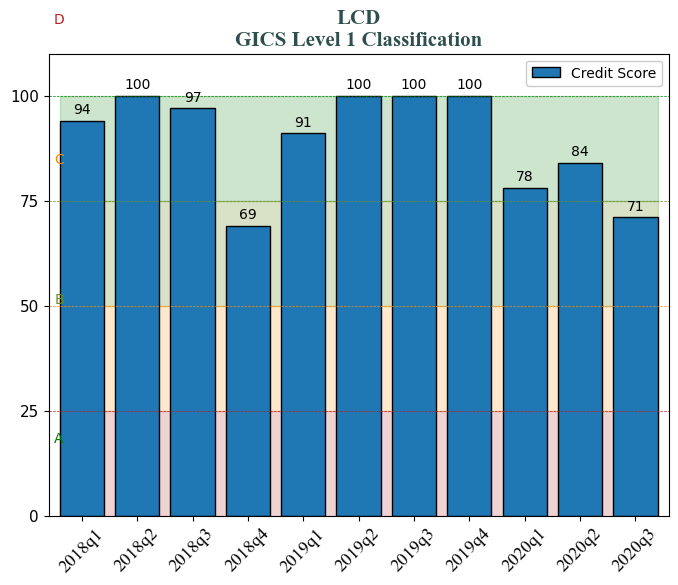 D
LCD
GICS Level 1 Classification
Credit Score
100
75
50
25
0
C
B
A
94
100
97
69
91
100
100
100
78
84
71
2018q1
2018q2
2018q3
2018q4
2019q1
2019q2
2019q3
2019q4
2020q1
2020q2
2020q3